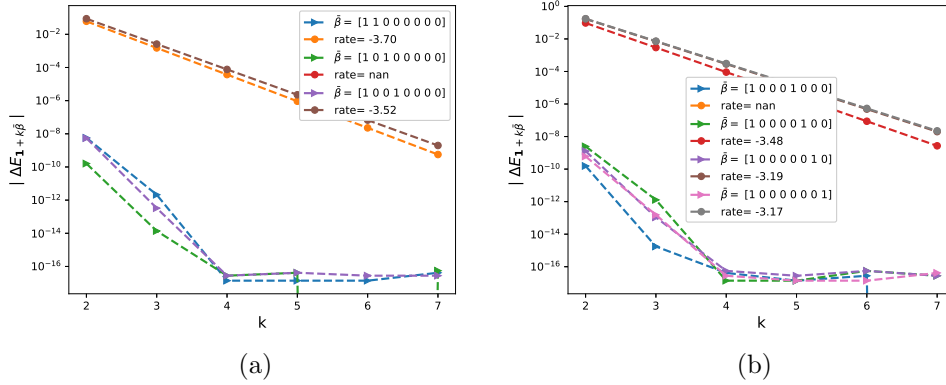 10^{-2}
10^{-4}
10^{-6}
10^{-8}
10^{-10}
10^{-12}
10^{-14}
10^{-16}
| ΔE_{1+kβ̄} |
2 3 4 5 6 7
k
β̄ = [1 1 0 0 0 0 0 0]
rate= -3.70
β̄ = [1 0 1 0 0 0 0 0]
rate= nan
β̄ = [1 0 0 1 0 0 0 0]
rate= -3.52
(a)
10^{0}
10^{-2}
10^{-4}
10^{-6}
10^{-8}
10^{-10}
10^{-12}
10^{-14}
10^{-16}
| ΔE_{1+kβ̄} |
2 3 4 5 6 7
k
β̄ = [1 0 0 0 1 0 0 0]
rate= nan
β̄ = [1 0 0 0 0 1 0 0]
rate= -3.48
β̄ = [1 0 0 0 0 0 1 0]
rate= -3.19
β̄ = [1 0 0 0 0 0 0 1]
rate= -3.17
(b)